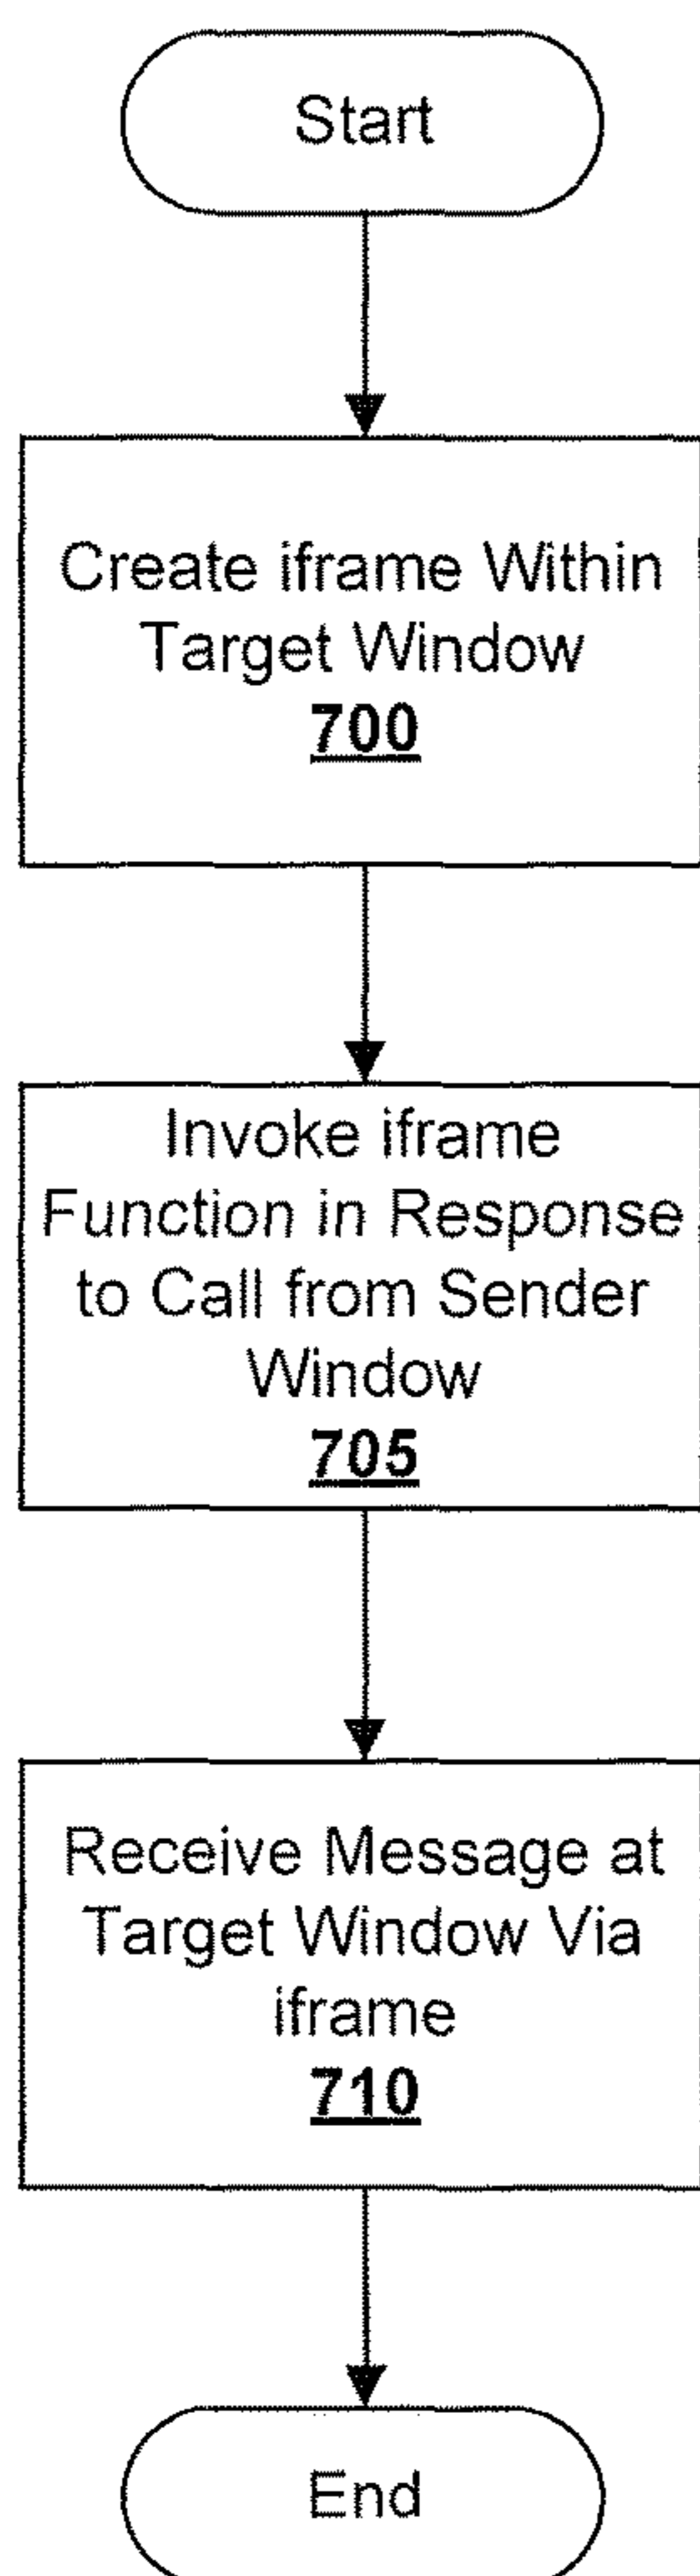 Start
Create iframe Within
Target Window
700
Invoke iframe
Function in Response
to Call from Sender
Window
705
Receive Message at
Target Window Via
iframe
710
End